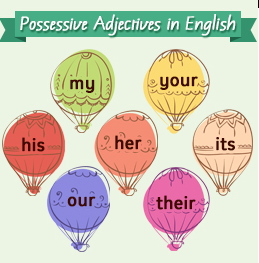 Possessive Adjectives in English
my
your
his
her
its
our
their